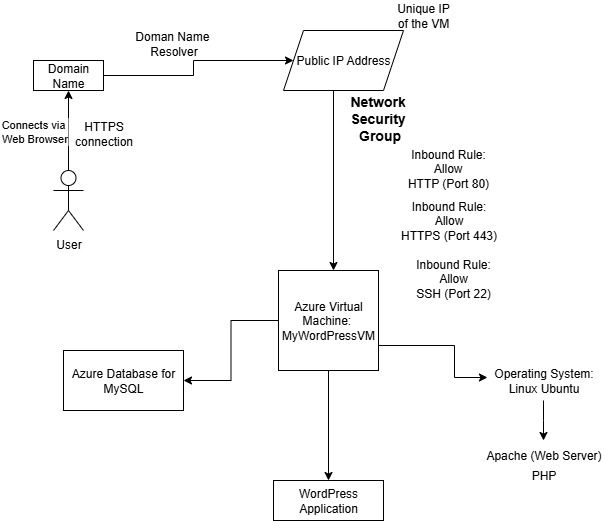 Unique IP
of the VM
Doman Name
Resolver
Public IP Address
Domain
Name
Network
Security
Group
Connects via
Web Browser
HTTPS
connection
Inbound Rule:
Allow
HTTP (Port 80)
Inbound Rule:
Allow
HTTPS (Port 443)
User
Inbound Rule:
Allow
SSH (Port 22)
Azure Virtual
Machine:
MyWordPressVM
Azure Database for
MySQL
Operating System:
Linux Ubuntu
Apache (Web Server)
PHP
WordPress
Application